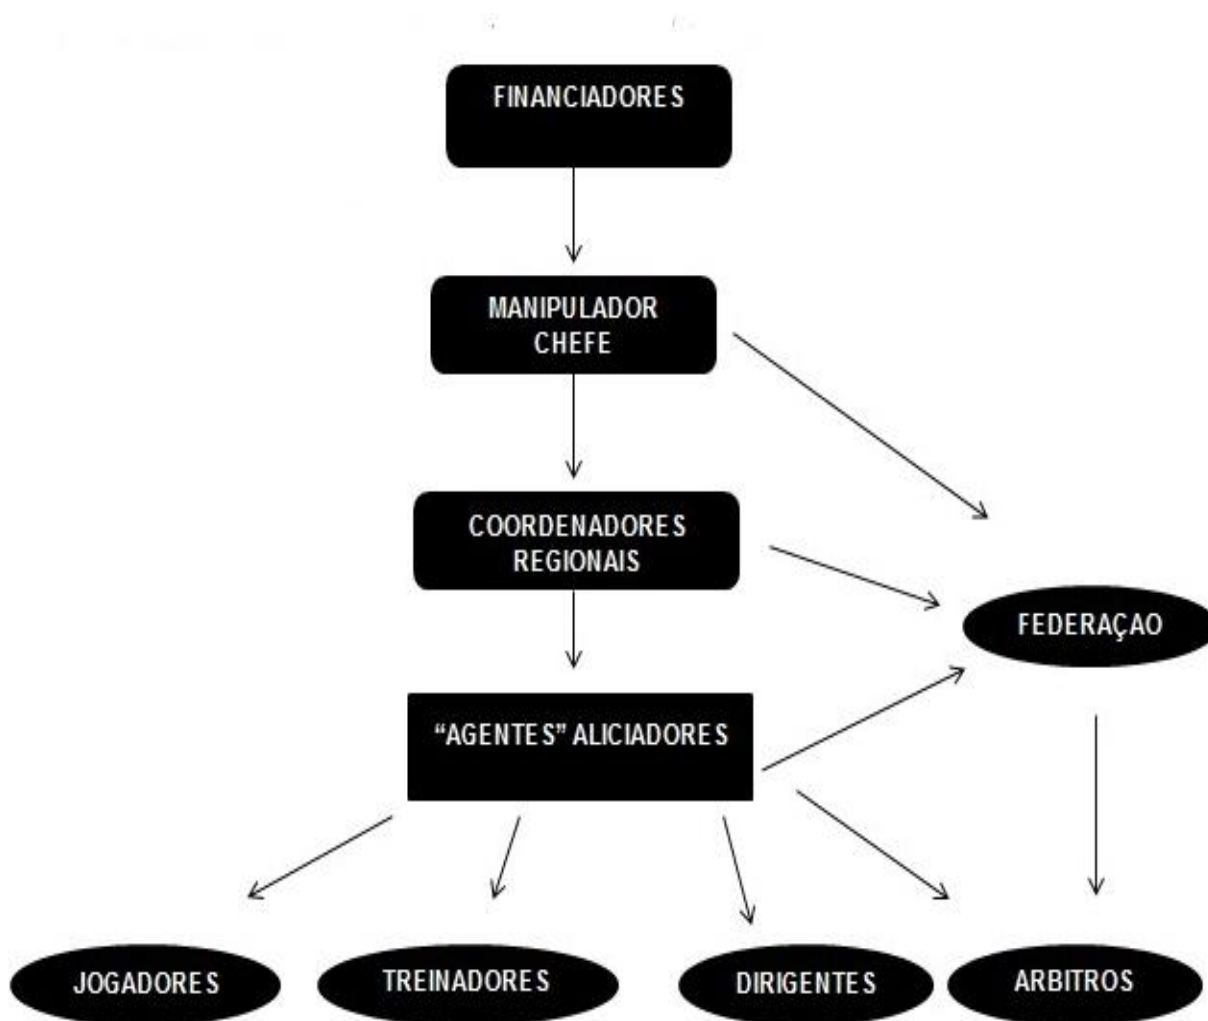 FINANCIADORES
MANIPULADOR
CHEFE
COORDENADORES
REGIONAIS
FEDERAÇAO
“AGENTES” ALICIADORES
JOGADORES
TREINADORES
DIRIGENTES
ARBITROS